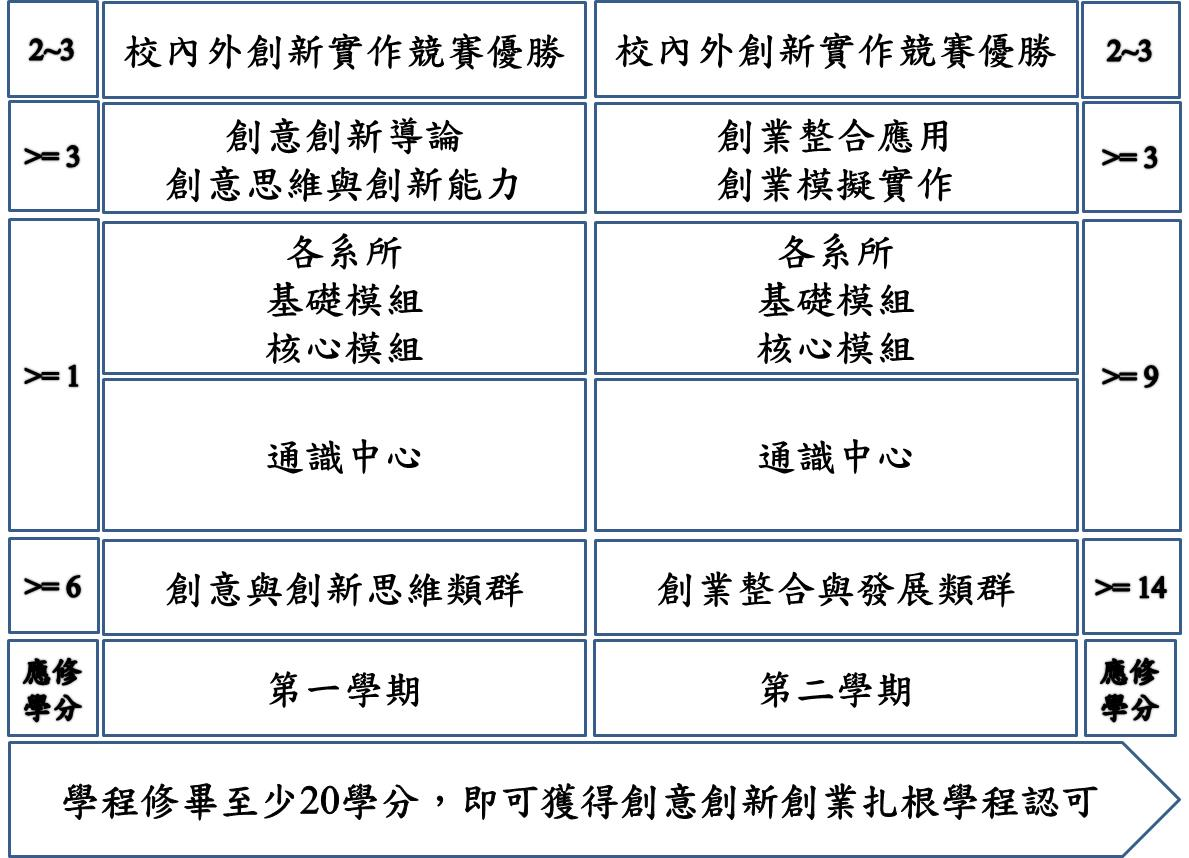 2~3
校內外創新實作競賽優勝
校內外創新實作競賽優勝
2~3
>= 3
創意創新導論
創意思維與創新能力
創業整合應用
創業模擬實作
>= 3
>= 1
各系所
基礎模組
核心模組
各系所
基礎模組
核心模組
>= 9
通識中心
通識中心
>= 6
創意與創新思維類群
創業整合與發展類群
>= 14
應修
學分
第一學期
第二學期
應修
學分
學程修畢至少20學分，即可獲得創意創新創業扎根學程認可